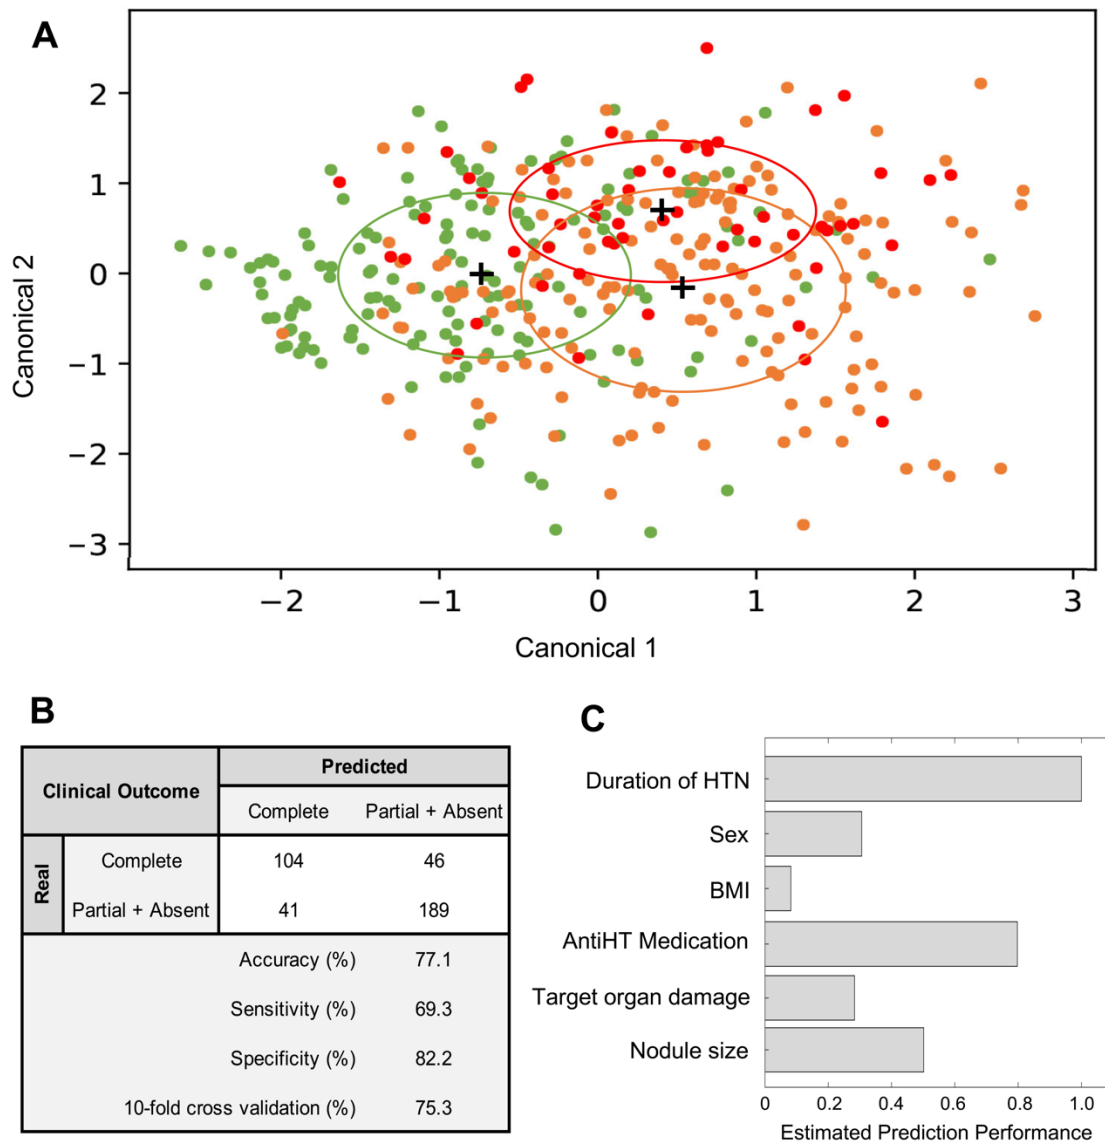 A
2
1
0
−1
−2
−3
Canonical 2
−2 −1 0 1 2 3
Canonical 1
B
Clinical Outcome
Predicted
Complete Partial + Absent
Real
Complete 104 46
Partial + Absent 41 189
Accuracy (%) 77.1
Sensitivity (%) 69.3
Specificity (%) 82.2
10-fold cross validation (%) 75.3
C
Duration of HTN
Sex
BMI
AntiHT Medication
Target organ damage
Nodule size
0 0.2 0.4 0.6 0.8 1.0
Estimated Prediction Performance